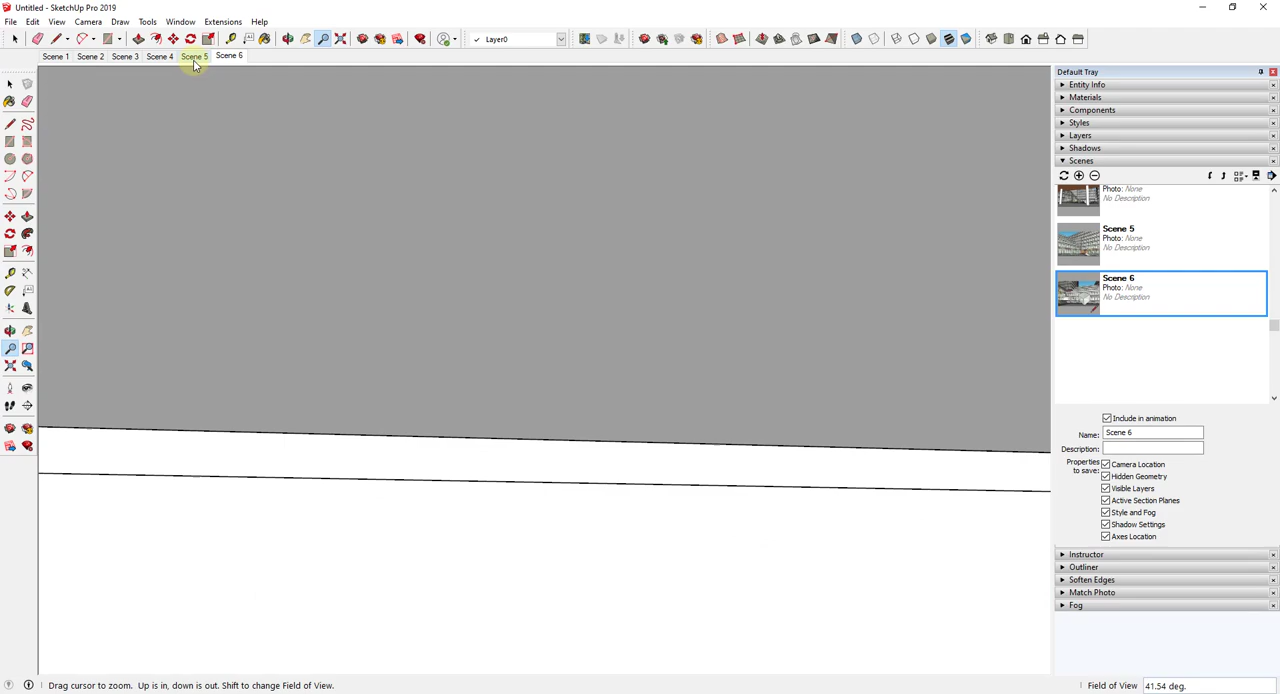 Untitled - SketchUp Pro 2019
File Edit View Camera Draw Tools Window Extensions Help
Layer0
Scene 1 Scene 2 Scene 3 Scene 4 Scene 5 Scene 6
Default Tray
Entity Info
Materials
Components
Styles
Layers
Shadows
Scenes
Photo: None
No Description
Scene 5
Photo: None
No Description
Scene 6
Photo: None
No Description
Include in animation
Name: Scene 6
Description:
Properties to save:
Camera Location
Hidden Geometry
Visible Layers
Active Section Planes
Style and Fog
Shadow Settings
Axes Location
Instructor
Outliner
Soften Edges
Match Photo
Fog
Drag cursor to zoom. Up is in, down is out. Shift to change Field of View.
Field of View 41.54 deg.